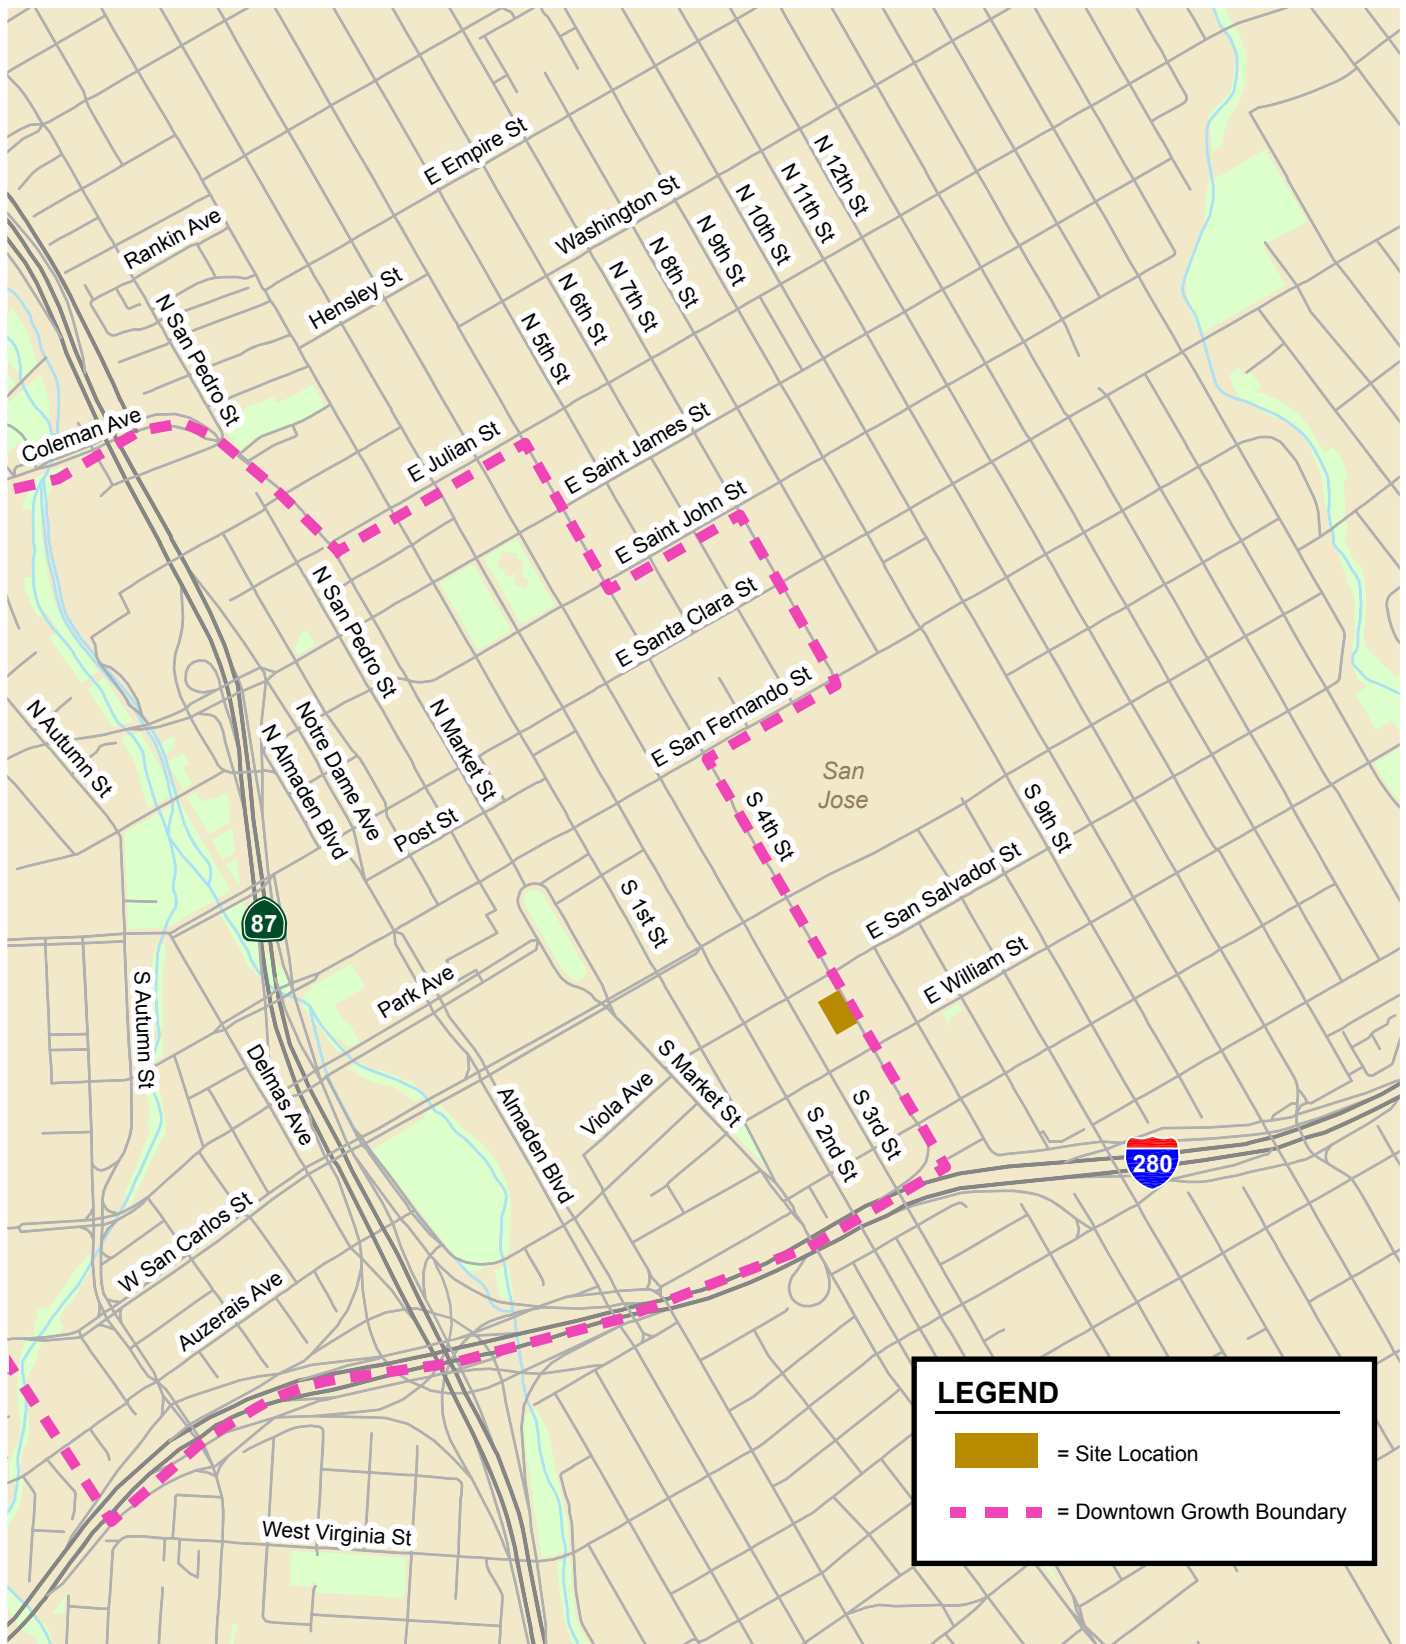 E Empire St
N 12th St
N 11th St
Washington St
N 10th St
Rankin Ave
N 9th St
N 8th St
N 7th St
Hensley St
N 6th St
N San Pedro St
N 5th St
Coleman Ave
E Julian St
E Saint James St
E Saint John St
N San Pedro St
E Santa Clara St
E San Fernando St
N Autumn St
Notre Dame Ave
N Almaden Blvd
N Market St
San
Jose
S 4th St
S 9th St
Post St
E San Salvador St
S 1st St
87
E William St
Park Ave
S Autumn St
Delmas Ave
S Market St
Viola Ave
Almaden Blvd
S 3rd St
S 2nd St
280
W San Carlos St
Auzerais Ave
LEGEND
= Site Location
= Downtown Growth Boundary
West Virginia St